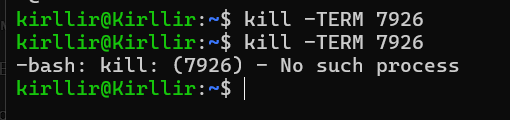 kirllir@Kirllir:~$ kill -TERM 7926
kirllir@Kirllir:~$ kill -TERM 7926
-bash: kill: (7926) - No such process
kirllir@Kirllir:~$